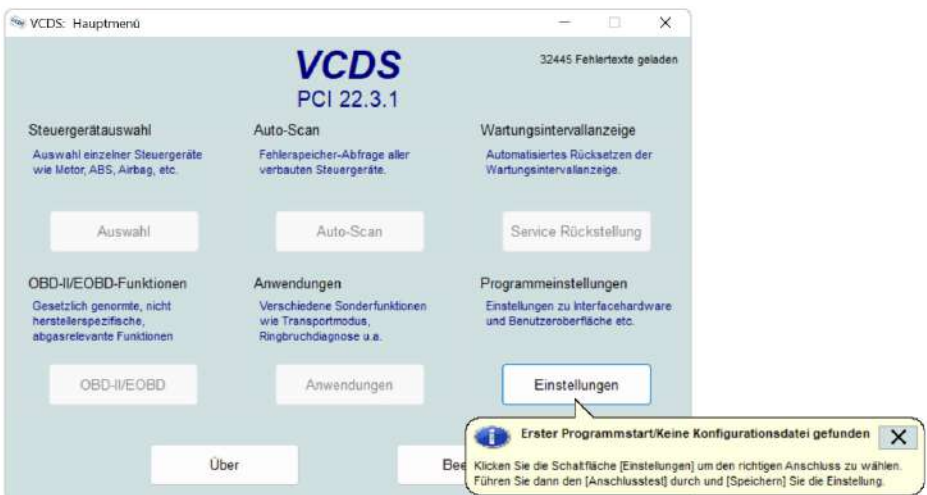 VCDS: Hauptmenü
VCDS
PCI 22.3.1
32445 Fehlertexte geladen
Steuergerätauswahl
Auswahl einzelner Steuergeräte
wie Motor, ABS, Airbag, etc.
Auswahl
Auto-Scan
Fehlerspeicher-Abfrage aller
verbauten Steuergeräte.
Auto-Scan
Wartungsintervallanzeige
Automatisiertes Rücksetzen der
Wartungsintervallanzeige.
Service Rückstellung
OBD-II/EOBD-Funktionen
Gesetzlich genormte, nicht
herstellerspezifische,
abgasrelevante Funktionen
OBD-II/EOBD
Anwendungen
Verschiedene Sonderfunktionen
wie Transportmodus,
Ringbruchdiagnose u.a.
Anwendungen
Programmeinstellungen
Einstellungen zu Interfacehardware
und Benutzeroberfläche etc.
Einstellungen
Über
Erster Programmstart/Keine Konfigurationsdatei gefunden
Klicken Sie die Schaltfläche [Einstellungen] um den richtigen Anschluss zu wählen.
Führen Sie dann den [Anschlusstest] durch und [Speichern] Sie die Einstellung.